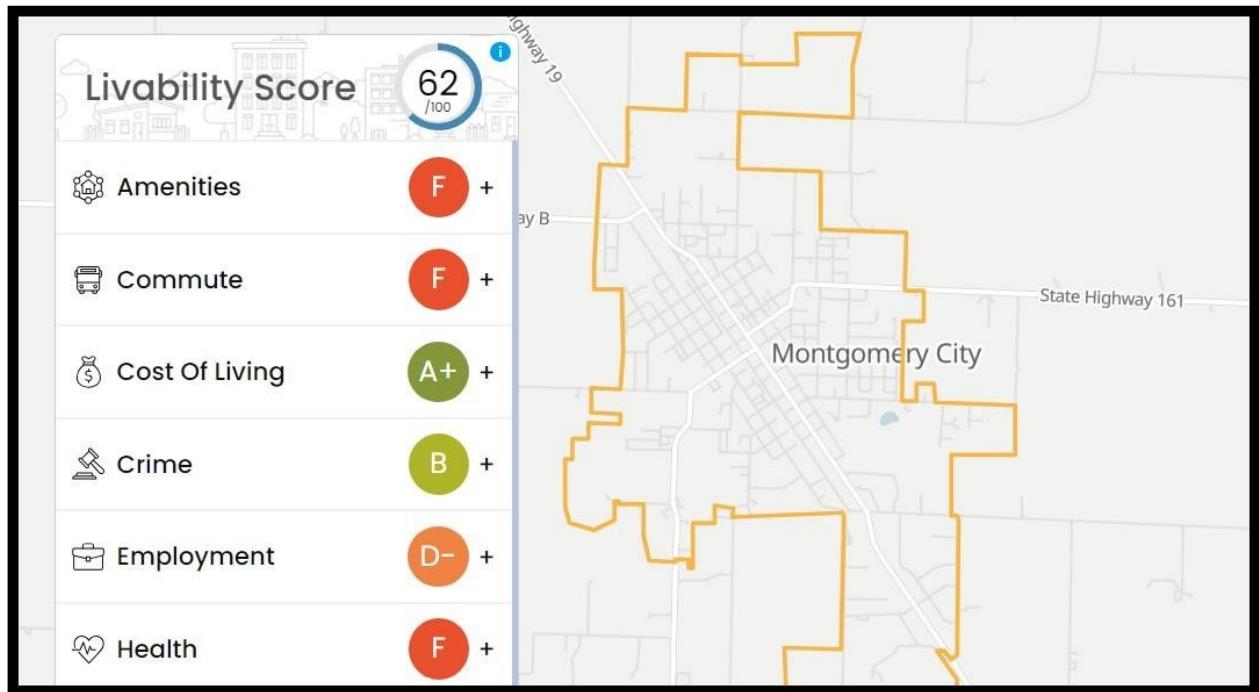 Livability Score
62
/100
i
Amenities F +
Commute F +
Cost Of Living A+ +
Crime B +
Employment D- +
Health F +
ghway 19
ay B
State Highway 161
Montgomery City